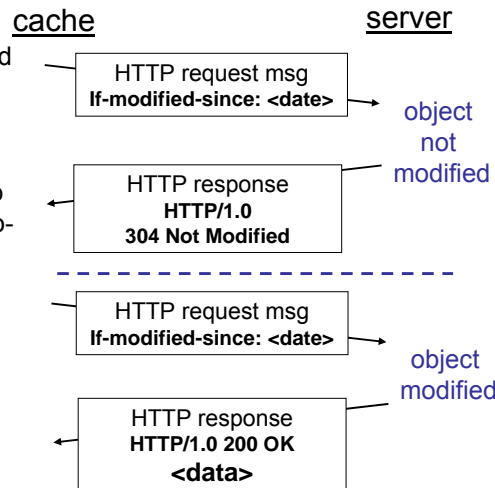 cache server
d
HTTP request msg
If-modified-since: <date>
object
not
modified
o
o-
HTTP response
HTTP/1.0
304 Not Modified
HTTP request msg
If-modified-since: <date>
object
modified
HTTP response
HTTP/1.0 200 OK
<data>